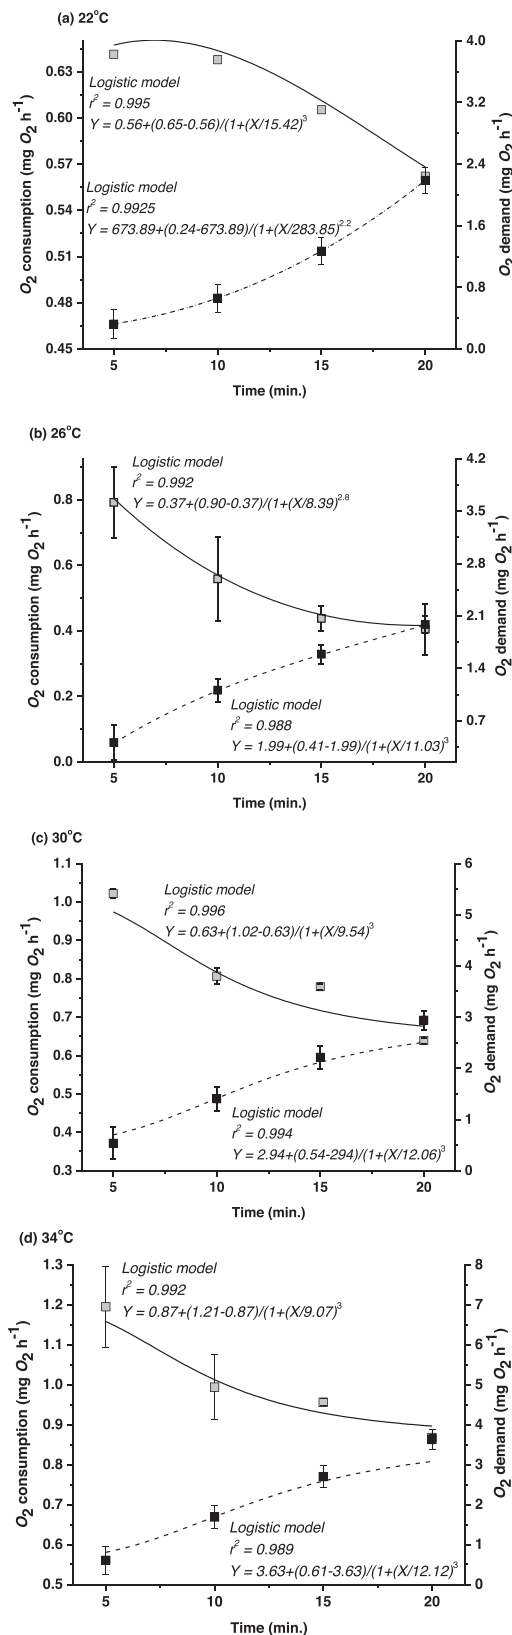 (a) 22°C
O2 consumption (mg O2 h-1)
0.63
0.60
0.57
0.54
0.51
0.48
0.45
Logistic model
r2 = 0.995
Y = 0.56+(0.65-0.56)/(1+(X/15.42)3
Logistic model
r2 = 0.9925
Y = 673.89+(0.24-673.89)/(1+(X/283.85)2.2
4.0
3.2
2.4
1.6
0.8
0.0
O2 demand (mg O2 h-1)
5 10 15 20
Time (min.)
(b) 26°C
O2 consumption (mg O2 h-1)
0.8
0.6
0.4
0.2
0.0
Logistic model
r2 = 0.992
Y = 0.37+(0.90-0.37)/(1+(X/8.39)2.8
Logistic model
r2 = 0.988
Y = 1.99+(0.41-1.99)/(1+(X/11.03)3
4.2
3.5
2.8
2.1
1.4
0.7
O2 demand (mg O2 h-1)
5 10 15 20
Time (min.)
(c) 30°C
O2 consumption (mg O2 h-1)
1.1
1.0
0.9
0.8
0.7
0.6
0.5
0.4
0.3
Logistic model
r2 = 0.996
Y = 0.63+(1.02-0.63)/(1+(X/9.54)3
Logistic model
r2 = 0.994
Y = 2.94+(0.54-294)/(1+(X/12.06)3
6
5
4
3
2
1
0
O2 demand (mg O2 h-1)
5 10 15 20
Time (min.)
(d) 34°C
O2 consumption (mg O2 h-1)
1.3
1.2
1.1
1.0
0.9
0.8
0.7
0.6
0.5
Logistic model
r2 = 0.992
Y = 0.87+(1.21-0.87)/(1+(X/9.07)3
Logistic model
r2 = 0.989
Y = 3.63+(0.61-3.63)/(1+(X/12.12)3
8
7
6
5
4
3
2
1
0
O2 demand (mg O2 h-1)
5 10 15 20
Time (min.)